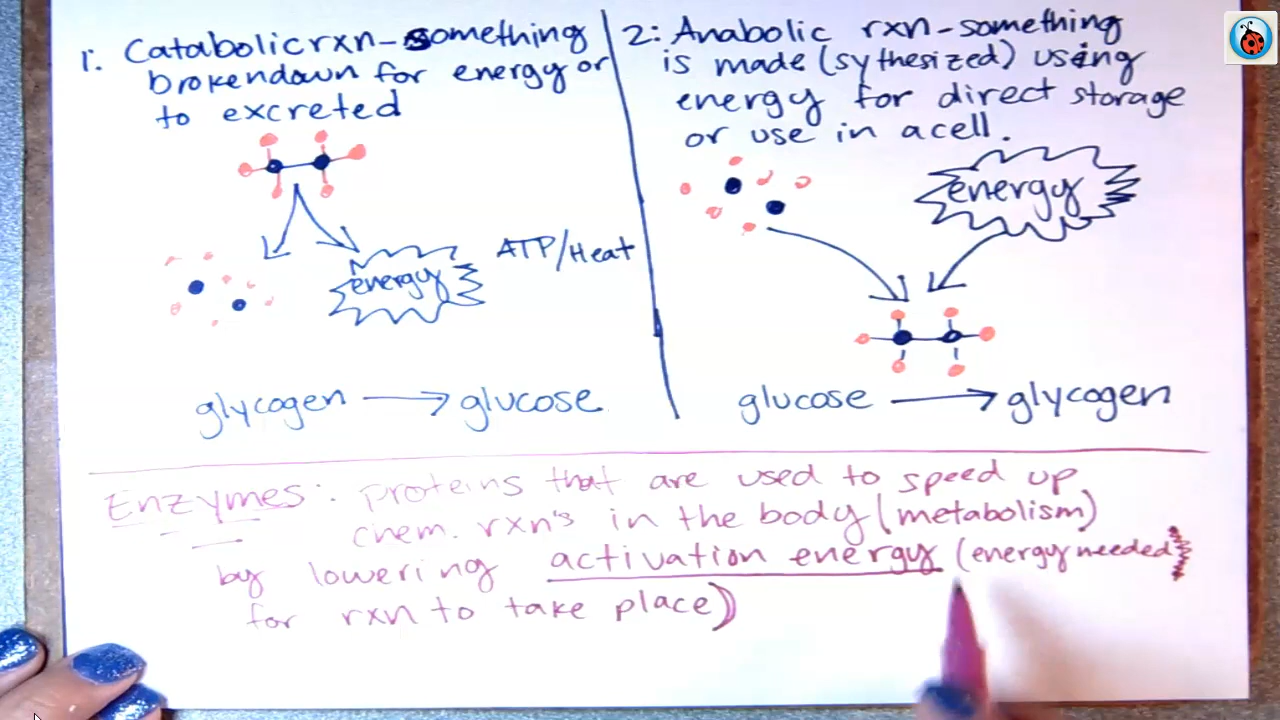 1: Catabolic rxn - something
brokendown for energy or
to excreted
energy
ATP/Heat
glycogen → glucose
2: Anabolic rxn - something
is made (sythesized) using
energy for direct storage
or use in a cell.
energy
glucose → glycogen
Enzymes: proteins that are used to speed up
chem. rxn's in the body (metabolism)
by lowering activation energy (energy needed
for rxn to take place)